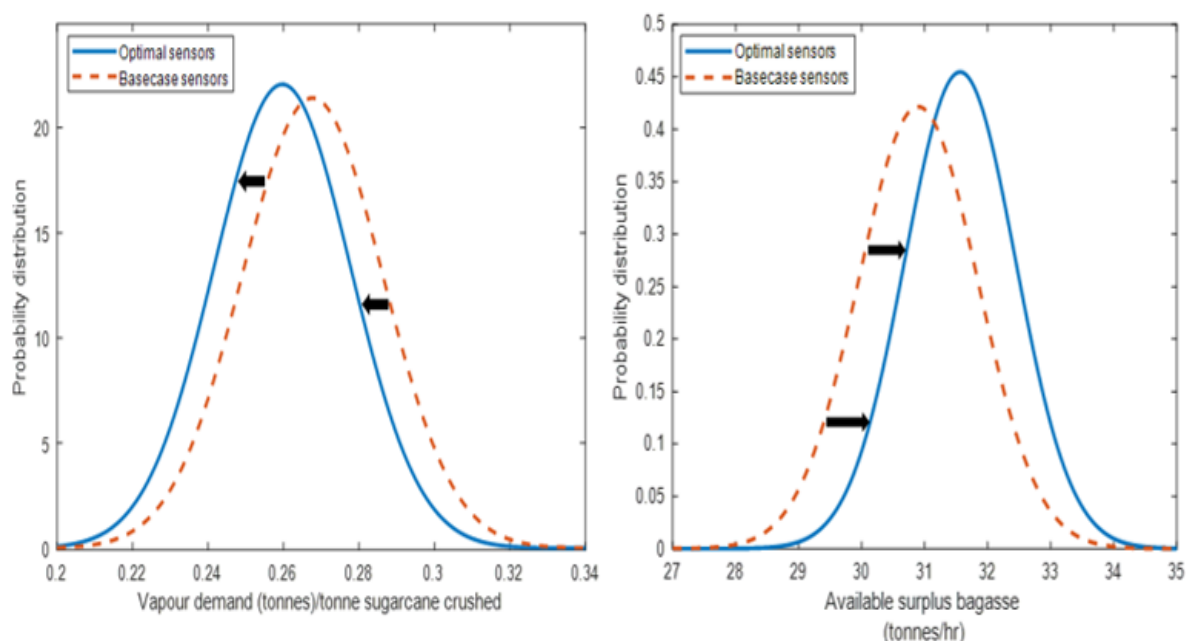 Optimal sensors
Basecase sensors
Probability distribution
20
15
10
5
0
0.2 0.22 0.24 0.26 0.28 0.3 0.32 0.34
Vapour demand (tonnes)/tonne sugarcane crushed
Optimal sensors
Basecase sensors
Probability distribution
0.5
0.45
0.4
0.35
0.3
0.25
0.2
0.15
0.1
0.05
0
27 28 29 30 31 32 33 34 35
Available surplus bagasse
(tonnes/hr)